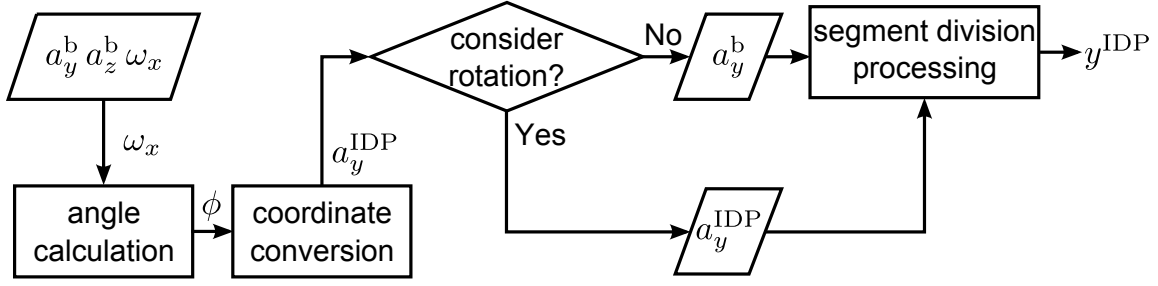 a_y^b a_z^b ω_x
ω_x
angle
calculation
ϕ
coordinate
conversion
a_y^IDP
consider
rotation?
No
a_y^b
Yes
a_y^IDP
segment division
processing
y^IDP